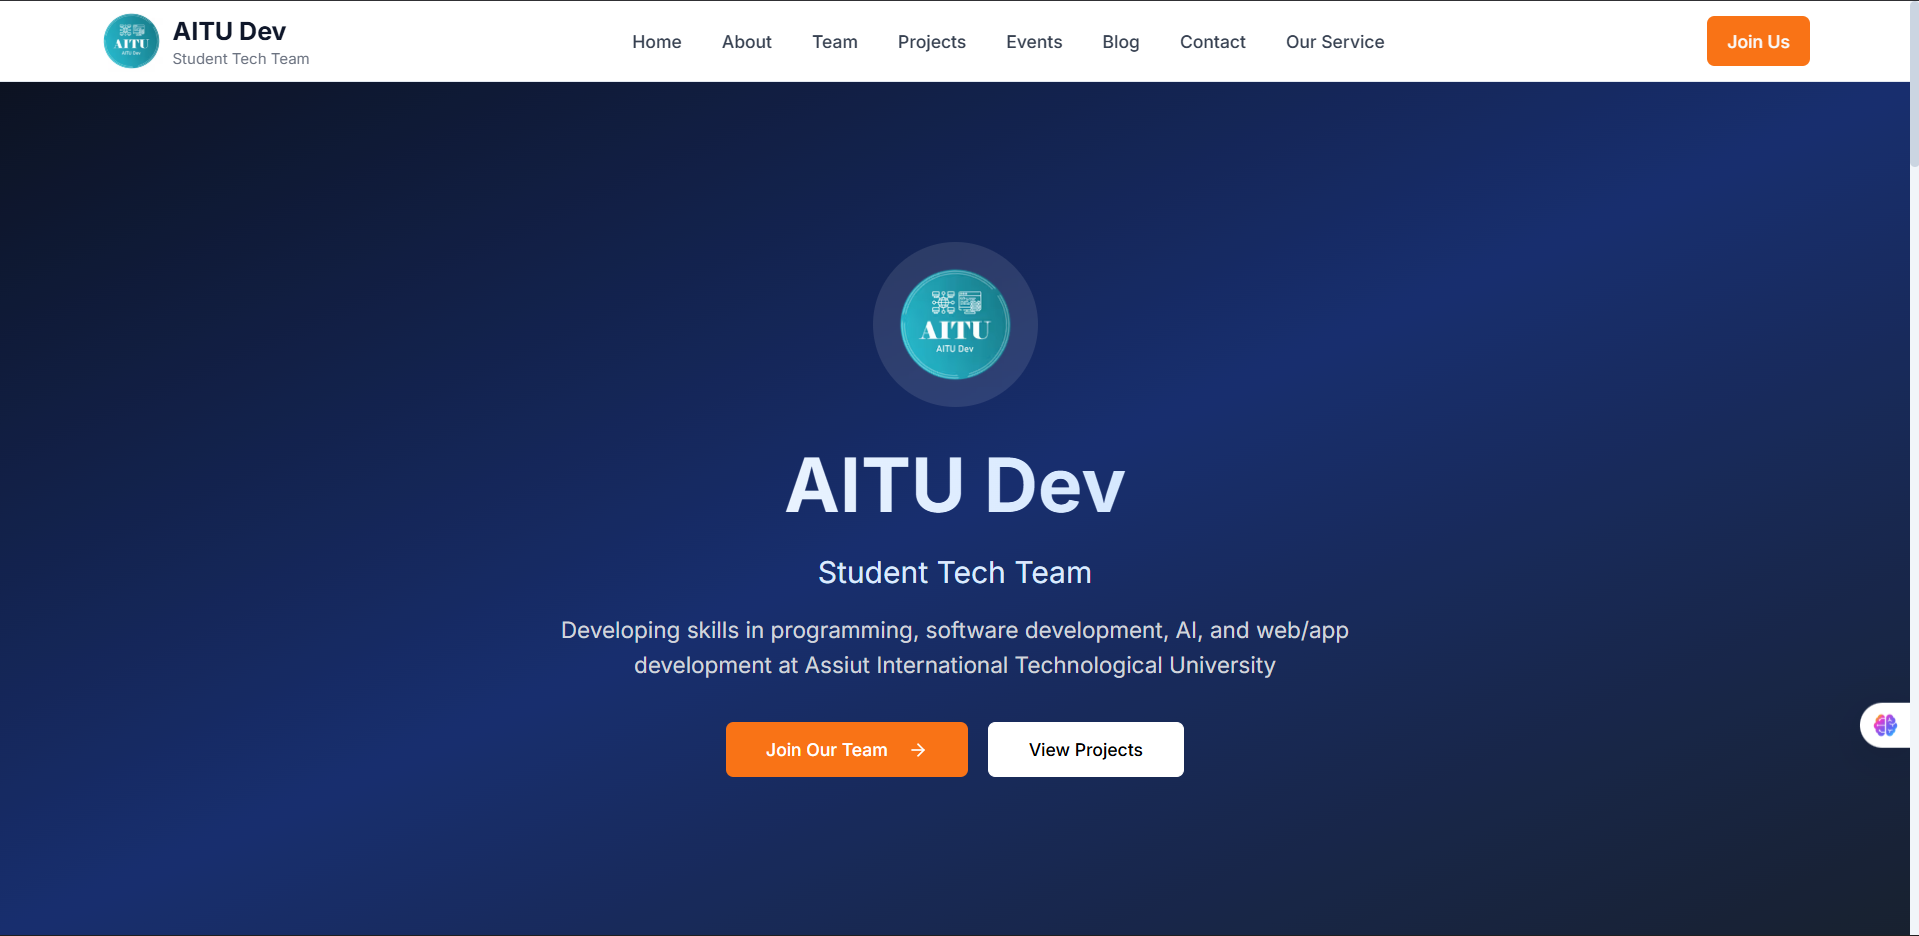 AITU
AITU Dev
AITU Dev
Student Tech Team
Home
About
Team
Projects
Events
Blog
Contact
Our Service
Join Us
AITU
AITU Dev
AITU Dev
Student Tech Team
Developing skills in programming, software development, AI, and web/app
development at Assiut International Technological University
Join Our Team →
View Projects